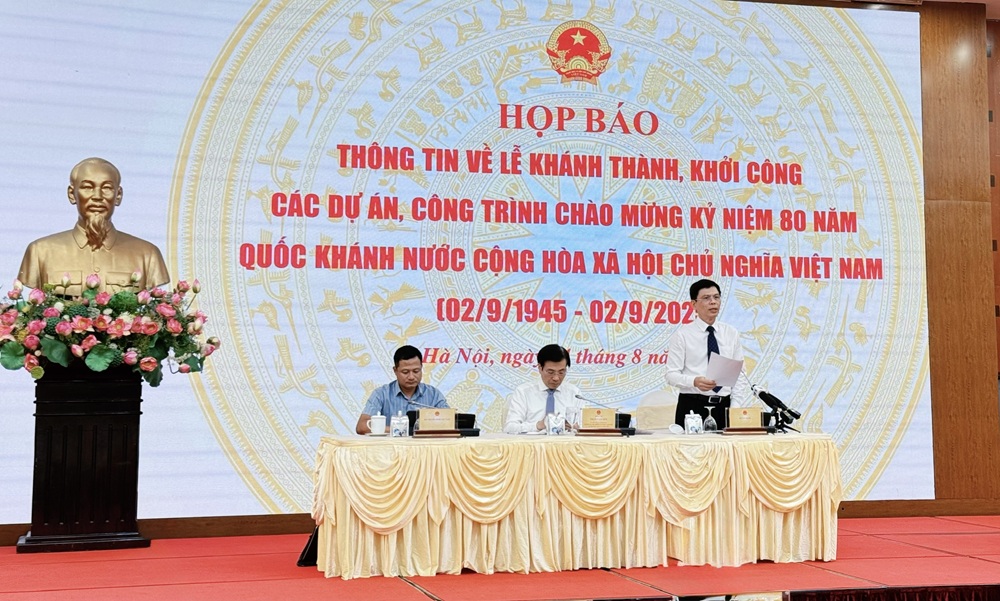 HỌP BÁO
THÔNG TIN VỀ LỄ KHÁNH THÀNH, KHỞI CÔNG
CÁC DỰ ÁN, CÔNG TRÌNH CHÀO MỪNG KỶ NIỆM 80 NĂM
QUỐC KHÁNH NƯỚC CỘNG HÒA XÃ HỘI CHỦ NGHĨA VIỆT NAM
(02/9/1945 - 02/9/202
Hà Nội, ngày tháng 8